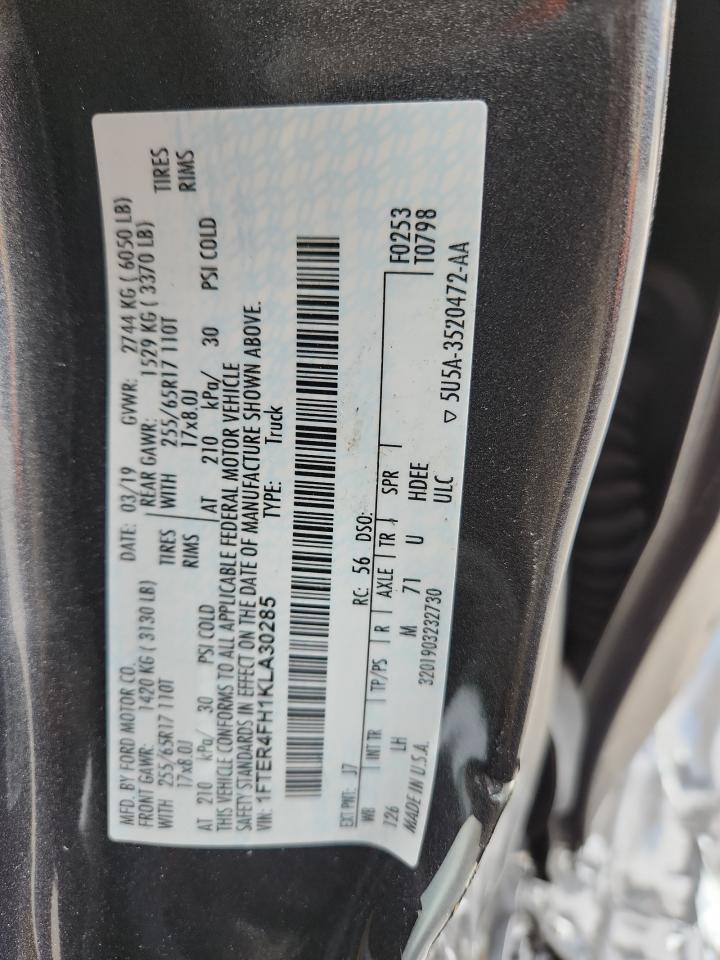 MFD. BY FORD MOTOR CO. DATE: 03/19 GVWR: 2744 KG ( 6050 LB)
FRONT GAWR: 1420 KG ( 3130 LB) REAR GAWR: 1529 KG ( 3370 LB)
WITH 255/65R17 110T TIRES WITH 255/65R17 110T TIRES
17x8.0J RIMS 17x8.0J RIMS
AT 210 kPa/ 30 PSI COLD AT 210 kPa/ 30 PSI COLD
THIS VEHICLE CONFORMS TO ALL APPLICABLE FEDERAL MOTOR VEHICLE
SAFETY STANDARDS IN EFFECT ON THE DATE OF MANUFACTURE SHOWN ABOVE.
VIN: 1FTER4FH1KLA30285 TYPE: Truck
EXT PNT: J7 RC: 56 DSO: F0253
WB INT TR TP/PS R AXLE TR SPR T0798
126 LH M 71 U HDEE
MADE IN U.S.A. 3201903232730 ULC ▽ 5U5A-3520472-AA